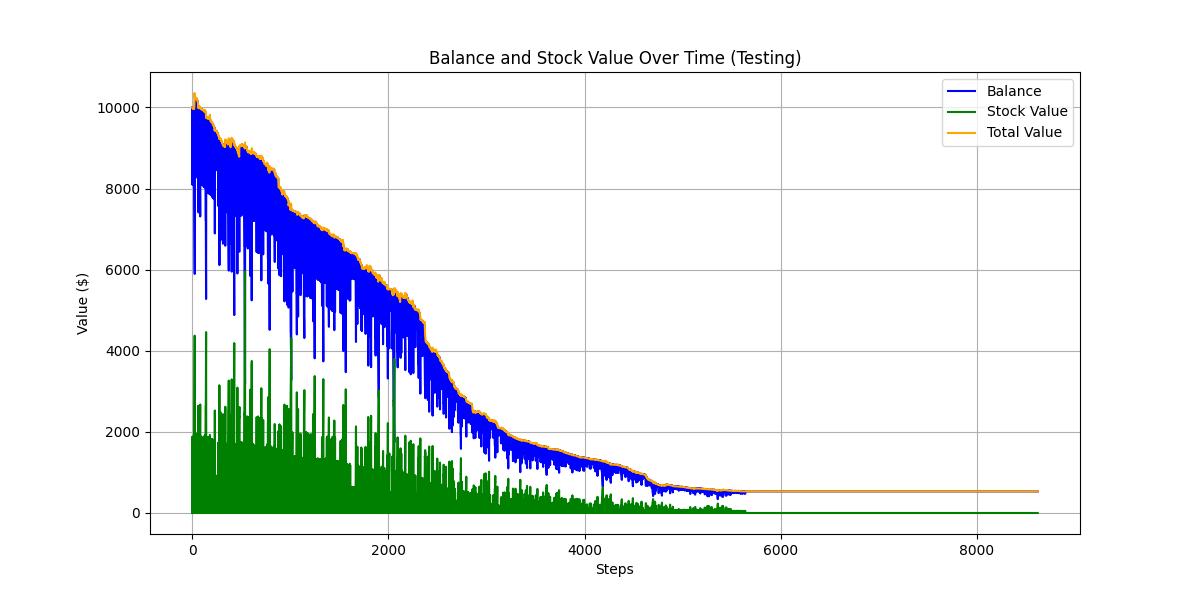 Balance and Stock Value Over Time (Testing)
Balance
Stock Value
Total Value
10000
8000
6000
4000
2000
0
Value ($)
0 2000 4000 6000 8000
Steps